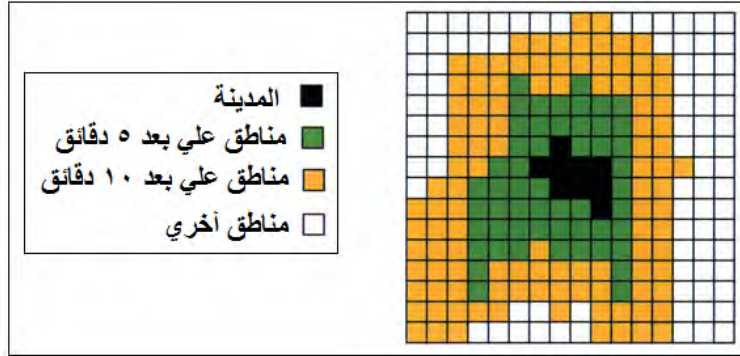 المدينة
مناطق علي بعد ٥ دقائق
مناطق علي بعد ١٠ دقائق
مناطق أخري